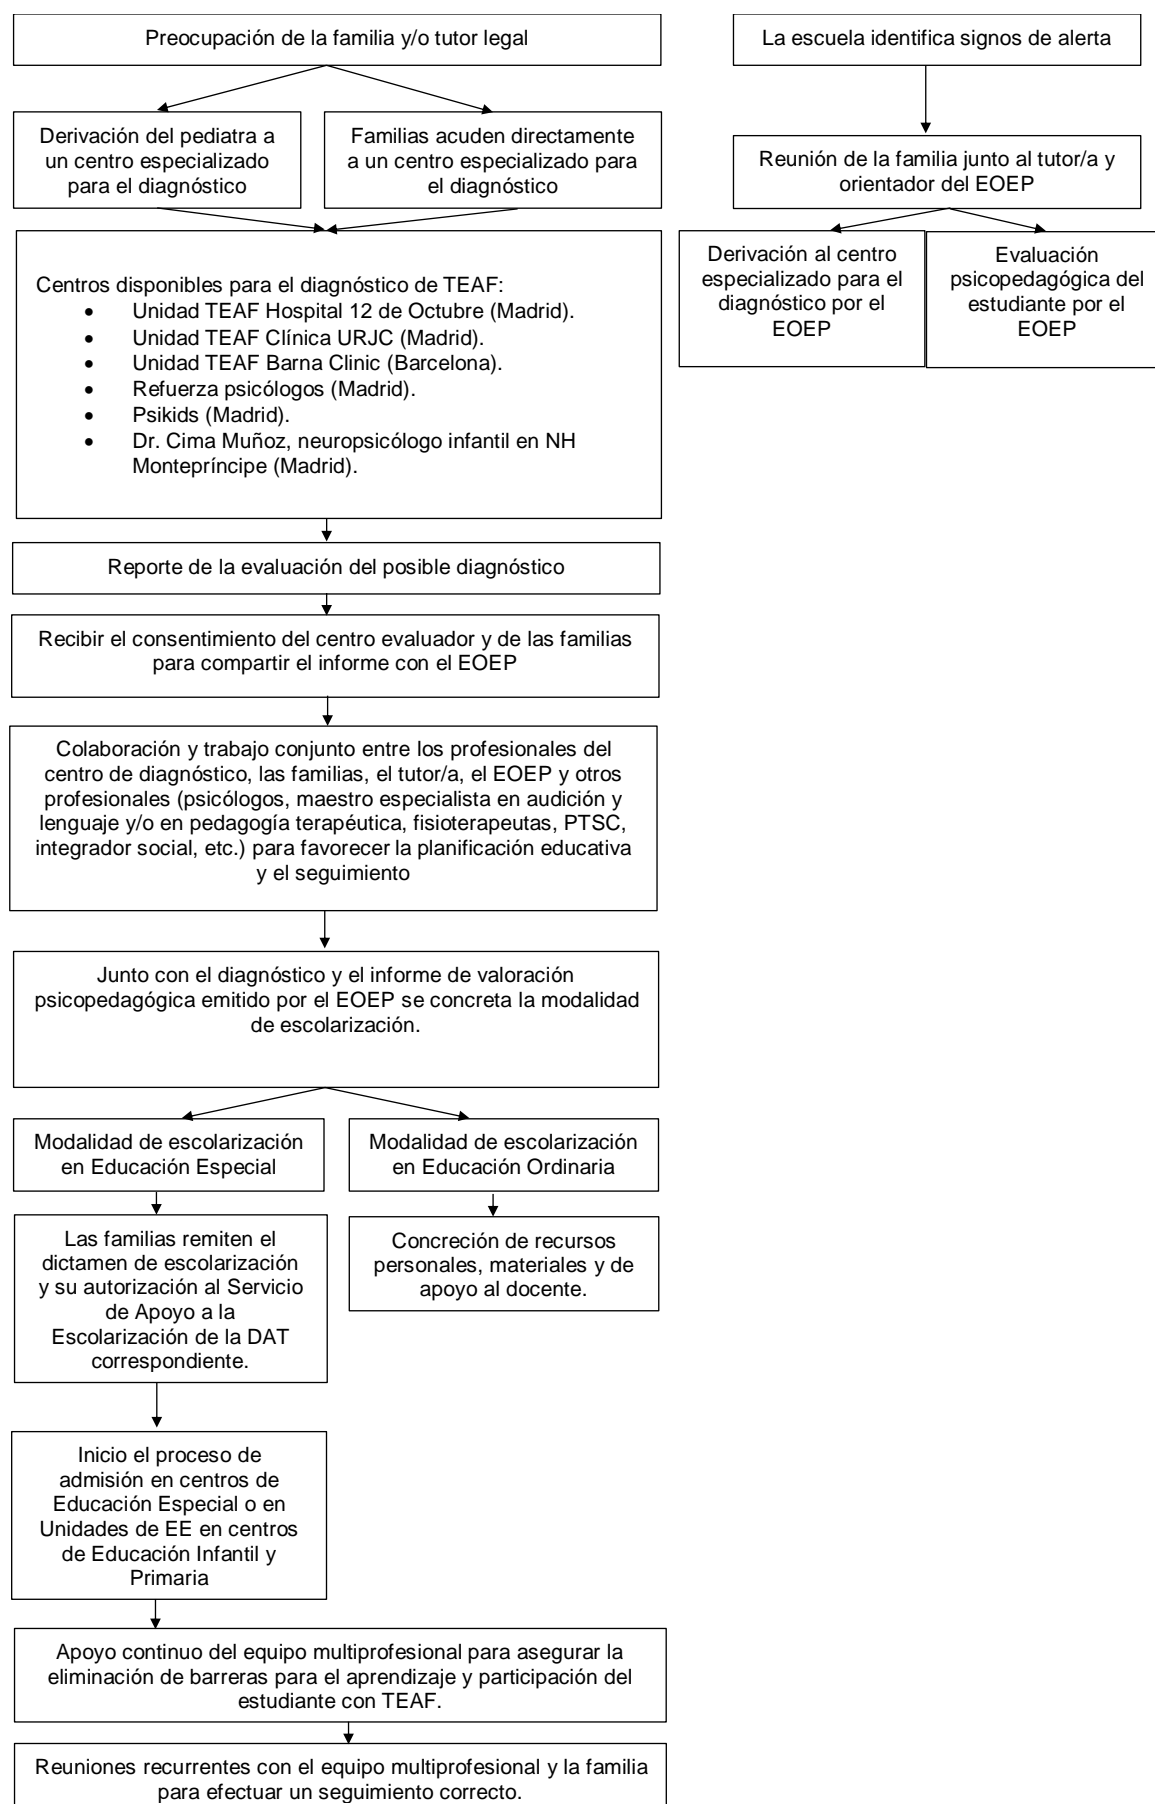 Preocupación de la familia y/o tutor legal
La escuela identifica signos de alerta
Derivación del pediatra a
un centro especializado
para el diagnóstico
Familias acuden directamente
a un centro especializado para
el diagnóstico
Reunión de la familia junto al tutor/a y
orientador del EOEP
Derivación al centro
especializado para el
diagnóstico por el
EOEP
Evaluación
psicopedagógica del
estudiante por el
EOEP
Centros disponibles para el diagnóstico de TEAF:
• Unidad TEAF Hospital 12 de Octubre (Madrid).
• Unidad TEAF Clínica URJC (Madrid).
• Unidad TEAF Barna Clinic (Barcelona).
• Refuerza psicólogos (Madrid).
• Psikids (Madrid).
• Dr. Cima Muñoz, neuropsicólogo infantil en NH
Montepríncipe (Madrid).
Reporte de la evaluación del posible diagnóstico
Recibir el consentimiento del centro evaluador y de las familias
para compartir el informe con el EOEP
Colaboración y trabajo conjunto entre los profesionales del
centro de diagnóstico, las familias, el tutor/a, el EOEP y otros
profesionales (psicólogos, maestro especialista en audición y
lenguaje y/o en pedagogía terapéutica, fisioterapeutas, PTSC,
integrador social, etc.) para favorecer la planificación educativa
y el seguimiento
Junto con el diagnóstico y el informe de valoración
psicopedagógica emitido por el EOEP se concreta la modalidad
de escolarización.
Modalidad de escolarización
en Educación Especial
Modalidad de escolarización
en Educación Ordinaria
Las familias remiten el
dictamen de escolarización
y su autorización al Servicio
de Apoyo a la
Escolarización de la DAT
correspondiente.
Concreción de recursos
personales, materiales y de
apoyo al docente.
Inicio el proceso de
admisión en centros de
Educación Especial o en
Unidades de EE en centros
de Educación Infantil y
Primaria
Apoyo continuo del equipo multiprofesional para asegurar la
eliminación de barreras para el aprendizaje y participación del
estudiante con TEAF.
Reuniones recurrentes con el equipo multiprofesional y la familia
para efectuar un seguimiento correcto.